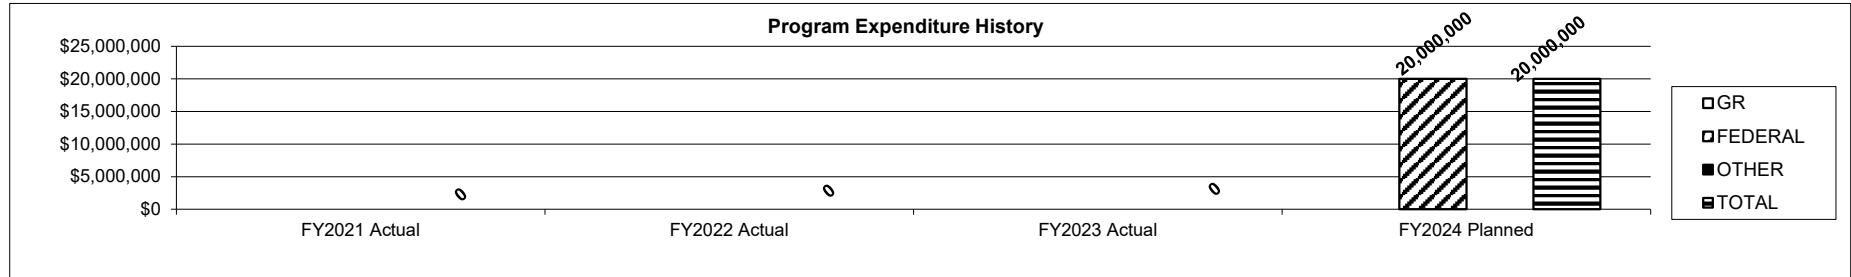 Program Expenditure History
$25,000,000
$20,000,000
$15,000,000
$10,000,000
$5,000,000
$0
0
0
0
20,000,000
20,000,000
FY2021 Actual
FY2022 Actual
FY2023 Actual
FY2024 Planned
GR
FEDERAL
OTHER
TOTAL